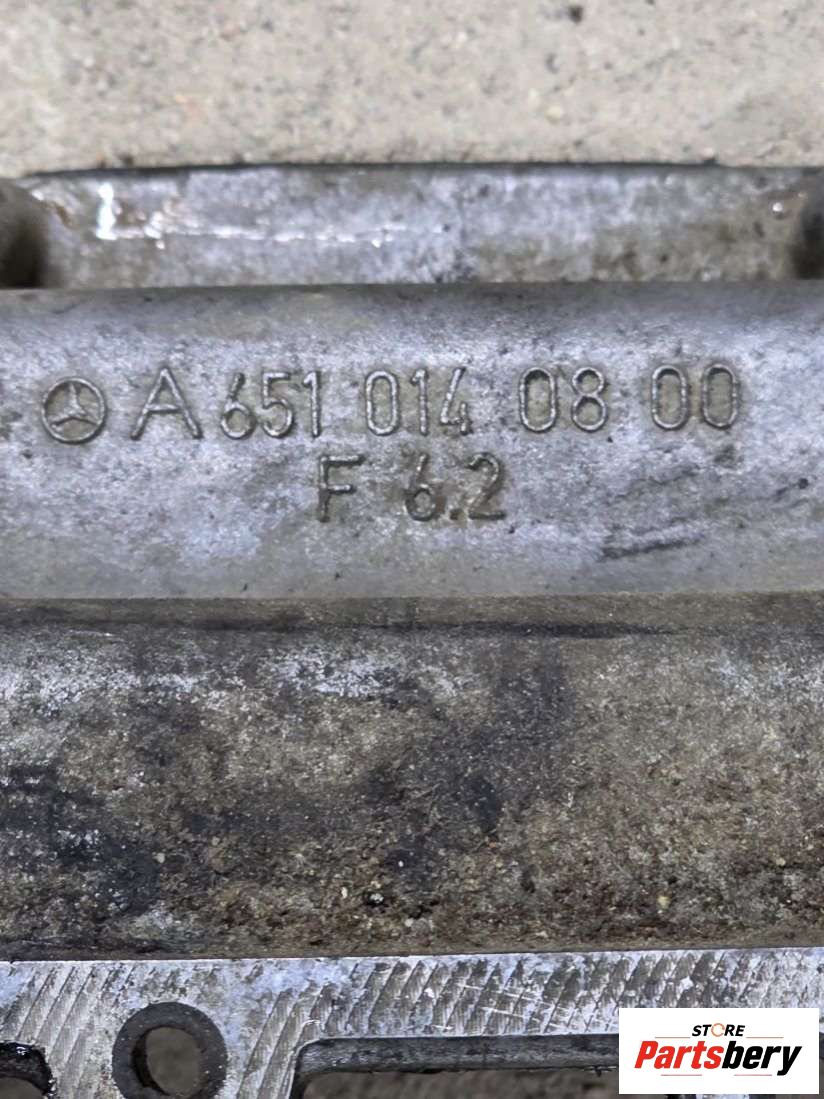 A 651 014 08 00
F 6.2
STORE
Partsbery